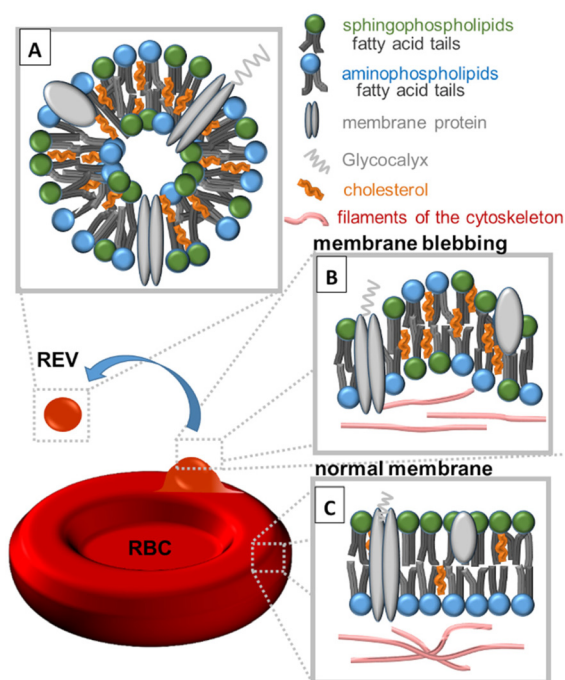 A
sphingophospholipids
fatty acid tails
aminophospholipids
fatty acid tails
membrane protein
Glycocalyx
cholesterol
filaments of the cytoskeleton
membrane blebbing
B
REV
normal membrane
C
RBC